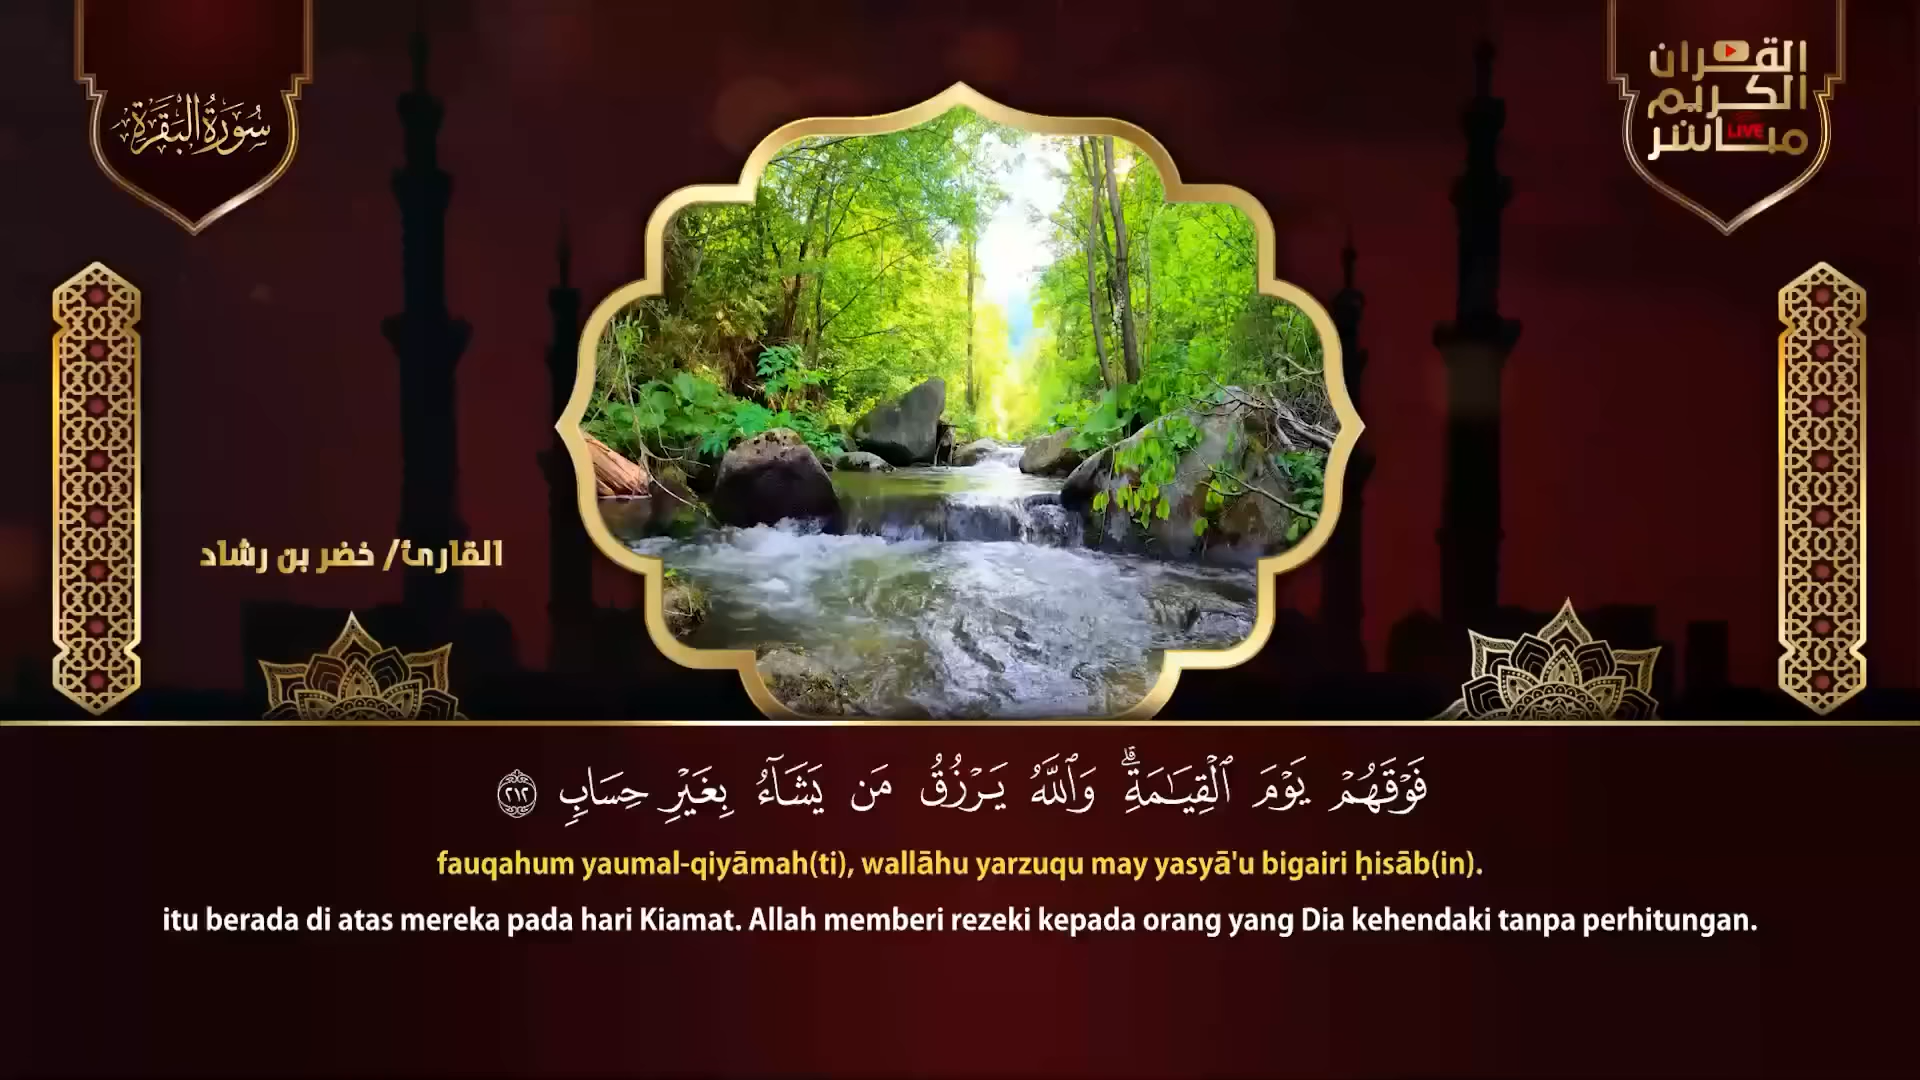 سُورَةُ البَقَرَةِ
القرآن
الكريم
مباشر
LIVE
القارئ/ خضر بن رشاد
فَوۡقَهُمۡ يَوۡمَ ٱلۡقِيَٰمَةِۗ وَٱللَّهُ يَرۡزُقُ مَن يَشَآءُ بِغَيۡرِ حِسَابٖ ٢١٢
fauqahum yaumal-qiyāmah(ti), wallāhu yarzuqu may yasyā'u bigairi ḥisāb(in).
itu berada di atas mereka pada hari Kiamat. Allah memberi rezeki kepada orang yang Dia kehendaki tanpa perhitungan.